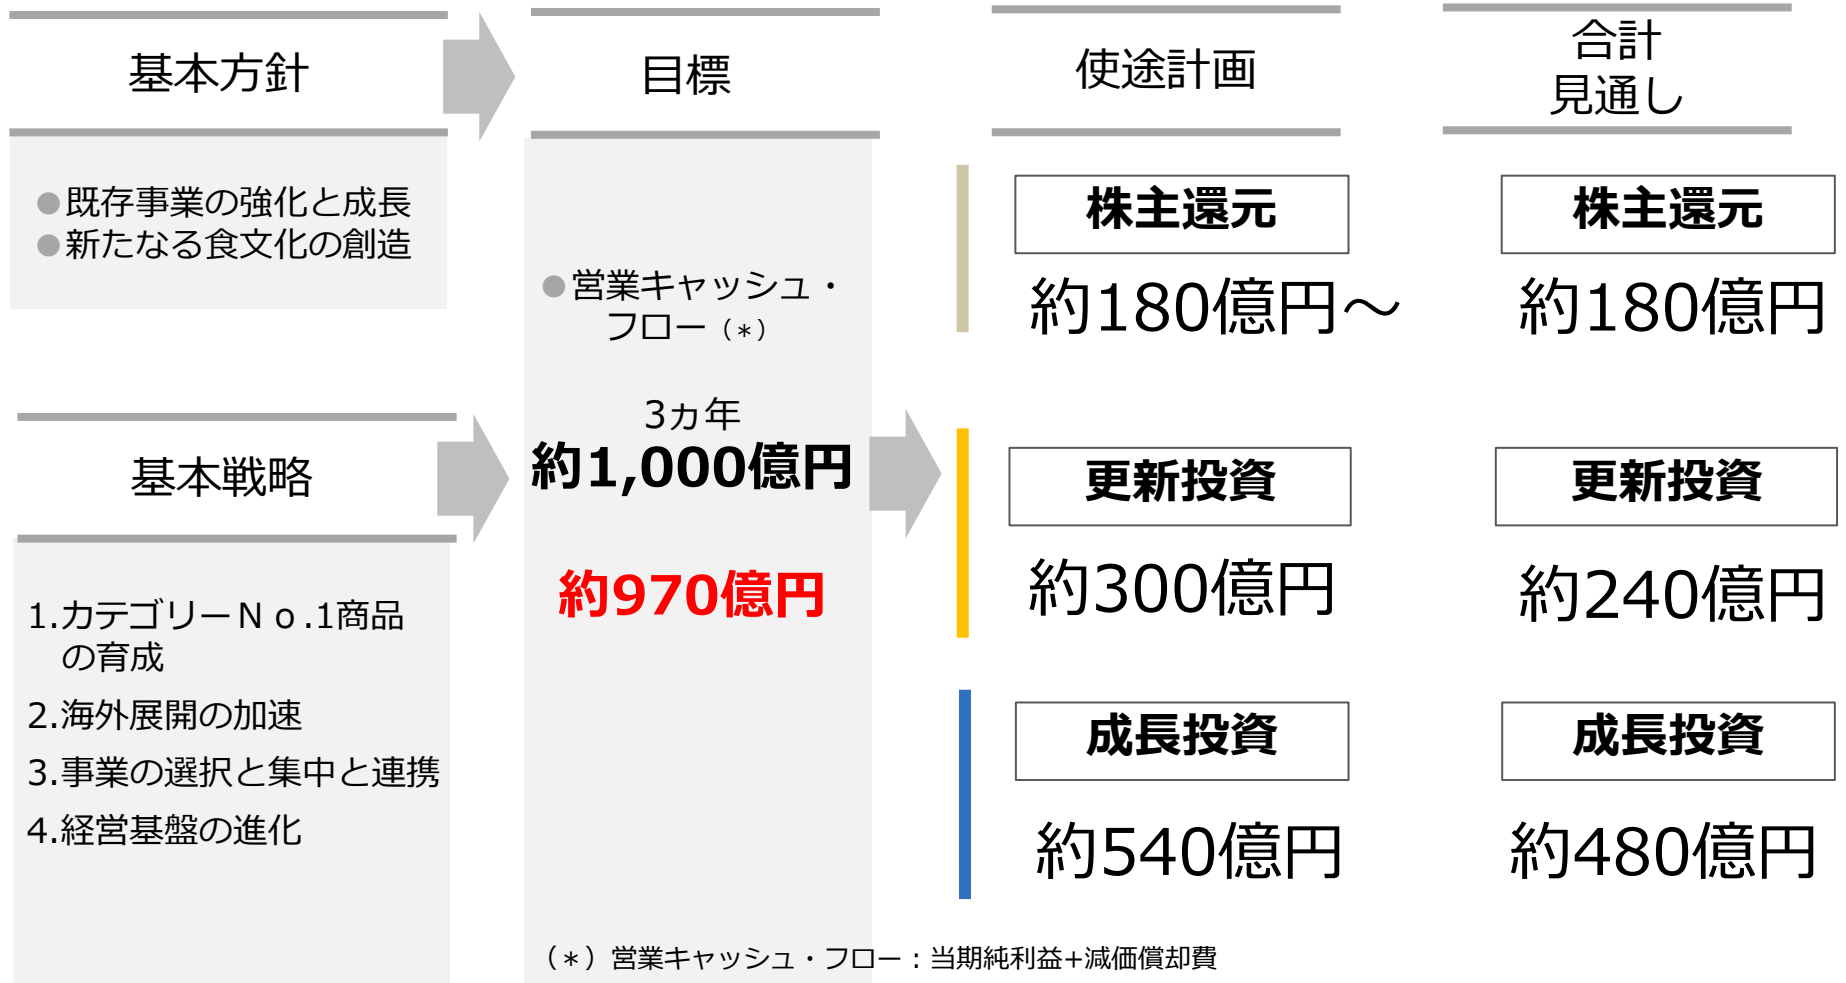 基本方針
●既存事業の強化と成長
●新たなる食文化の創造
基本戦略
1.カテゴリーＮｏ.1商品
の育成
2.海外展開の加速
3.事業の選択と集中と連携
4.経営基盤の進化
目標
●営業キャッシュ・
フロー（＊）
3ヵ年
約1,000億円
約970億円
使途計画
株主還元
約180億円～
更新投資
約300億円
成長投資
約540億円
合計
見通し
株主還元
約180億円
更新投資
約240億円
成長投資
約480億円
（＊）営業キャッシュ・フロー：当期純利益+減価償却費